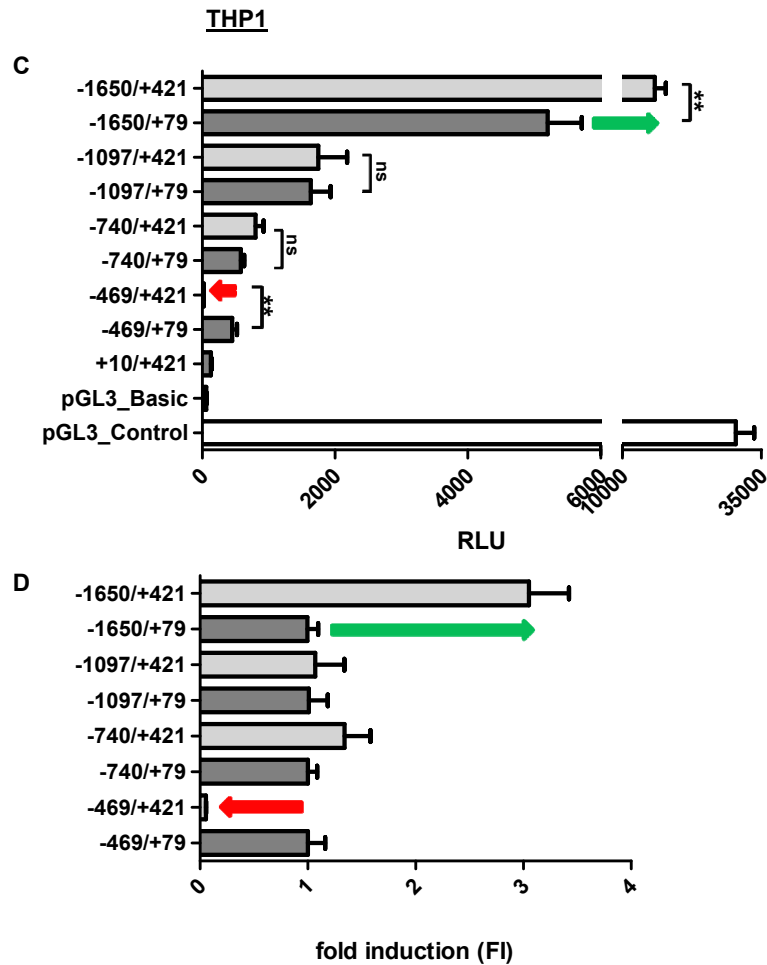 THP1
C
-1650/+421
**
-1650/+79
-1097/+421
ns
-1097/+79
-740/+421
ns
-740/+79
-469/+421
**
-469/+79
+10/+421
pGL3_Basic
pGL3_Control
0 2000 4000 6000 10000 35000
RLU
D
-1650/+421
-1650/+79
-1097/+421
-1097/+79
-740/+421
-740/+79
-469/+421
-469/+79
0 1 2 3 4
fold induction (FI)